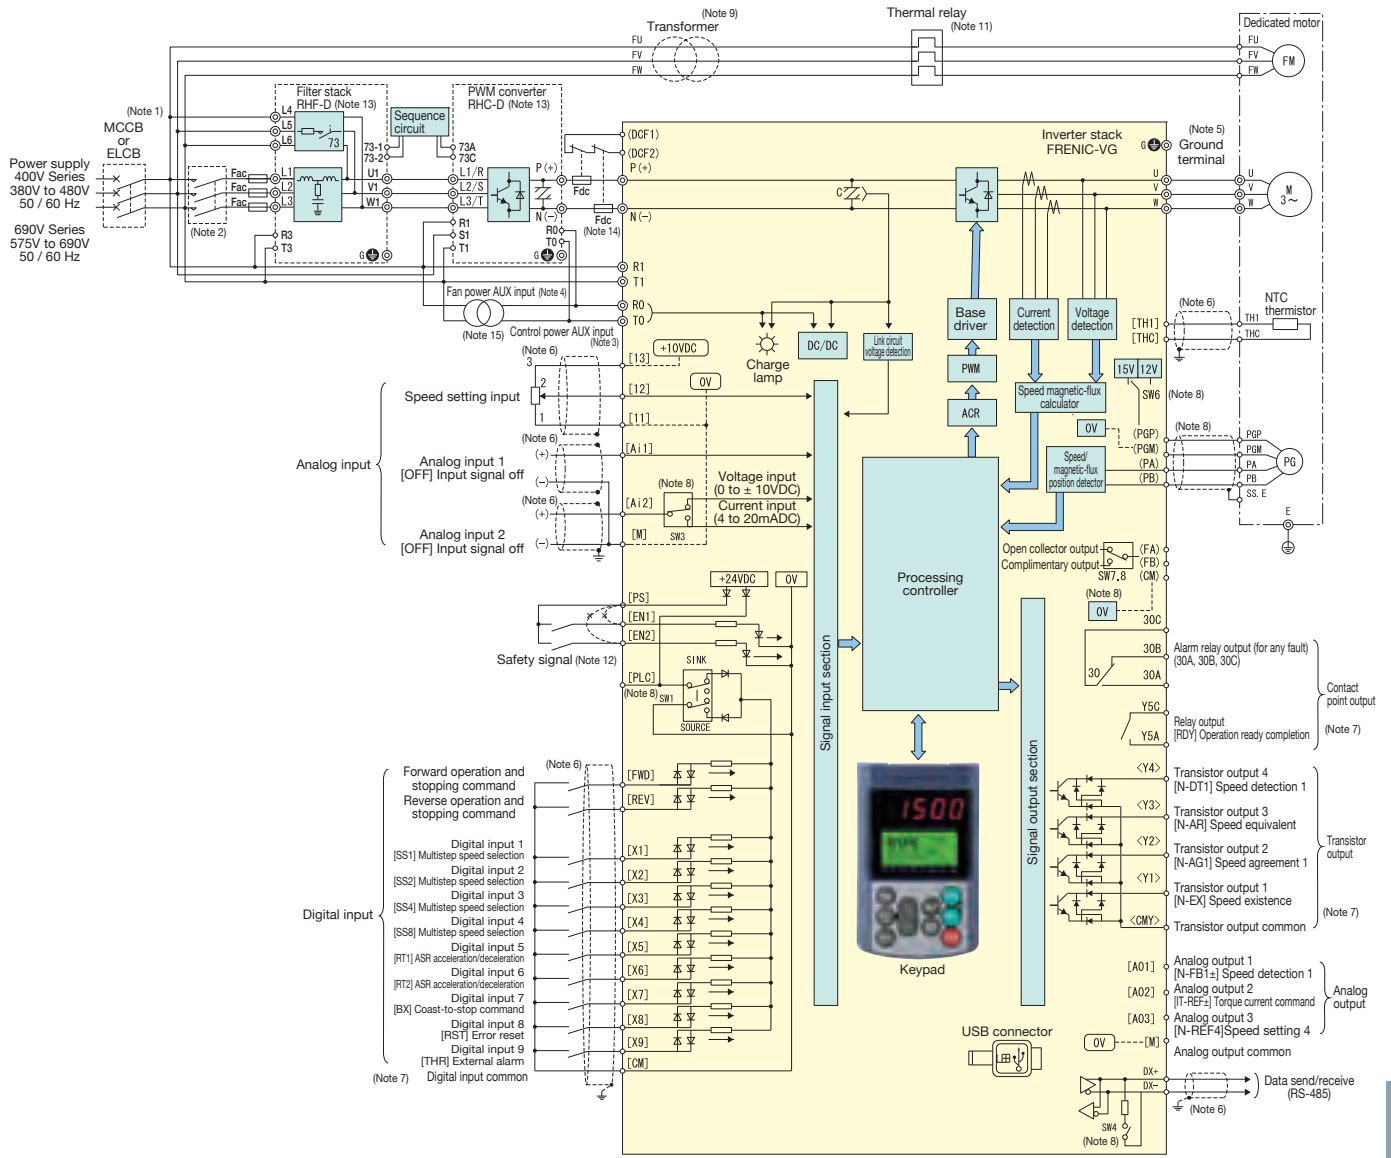 (Note 9)
Transformer
Thermal relay
(Note 11)
Dedicated motor
FU
FV
FW
FU
FV
FW
FM
(Note 1)
MCCB
or
ELCB
Filter stack
RHF-D (Note 13)
L4
L5
L6
73
Sequence
circuit
73-1
73-2
PWM converter
RHC-D (Note 13)
73A
73C
Power supply
400V Series
380V to 480V
50 / 60 Hz
690V Series
575V to 690V
50 / 60 Hz
Fac
Fac
Fac
(Note 2)
L1
L2
L3
R3
T3
U1
V1
W1
G
L1/R
L2/S
L3/T
R1
S1
T1
P(+)
N(-)
R0
T0
G
Fdc
Fdc
(Note 14)
(DCF1)
(DCF2)
P(+)
N(-)
C
Inverter stack
FRENIC-VG
G
(Note 5)
Ground
terminal
U
V
W
U
V
W
M
3~
R1
T1
Fan power AUX input (Note 4)
R0
T0
(Note 15)
Control power AUX input
(Note 3)
Charge
lamp
DC/DC
Link circuit
voltage detection
Base
driver
PWM
ACR
Current
detection
Voltage
detection
Speed magnetic-flux
calculator
15V
12V
SW6
(Note 8)
[TH1]
[THC]
(Note 6)
TH1
THC
NTC
thermistor
Analog input
Speed setting input
(Note 6)
3
2
1
[13]
+10VDC
[12]
0V
[11]
(Note 6)
Analog input 1
[OFF] Input signal off
(+)
(-)
[Ai1]
(Note 6)
Analog input 2
[OFF] Input signal off
(+)
(-)
[Ai2]
[M]
(Note 8)
SW3
Voltage input
(0 to ± 10VDC)
Current input
(4 to 20mADC)
0V
(PGP)
(PGM)
(PA)
(PB)
Speed/
magnetic-flux
position detector
(Note 8)
PGP
PGM
PA
PB
SS. E
PG
E
Processing
controller
Open collector output
Complimentary output
SW7.8
(FA)
(FB)
(CM)
(Note 8)
0V
+24VDC
0V
[PS]
[EN1]
[EN2]
Safety signal (Note 12)
[PLC]
(Note 8)
SW1
SINK
SOURCE
Signal input section
30C
30B
30A
30
Alarm relay output (for any fault)
(30A, 30B, 30C)
Y5C
Y5A
Relay output
[RDY] Operation ready completion
Contact
point output
(Note 7)
Signal output section
Digital input
(Note 6)
Forward operation and
stopping command
[FWD]
Reverse operation and
stopping command
[REV]
Digital input 1
[SS1] Multistep speed selection
[X1]
Digital input 2
[SS2] Multistep speed selection
[X2]
Digital input 3
[SS4] Multistep speed selection
[X3]
Digital input 4
[SS8] Multistep speed selection
[X4]
Digital input 5
[RT1] ASR acceleration/deceleration
[X5]
Digital input 6
[RT2] ASR acceleration/deceleration
[X6]
Digital input 7
[BX] Coast-to-stop command
[X7]
Digital input 8
[RST] Error reset
[X8]
Digital input 9
[THR] External alarm
[X9]
(Note 7)
Digital input common
[CM]
1500
Keypad
<Y4>
Transistor output 4
[N-DT1] Speed detection 1
<Y3>
Transistor output 3
[N-AR] Speed equivalent
<Y2>
Transistor output 2
[N-AG1] Speed agreement 1
<Y1>
Transistor output 1
[N-EX] Speed existence
<CMY>
Transistor output common
Transistor
output
(Note 7)
[A01]
Analog output 1
[N-FB1±] Speed detection 1
[A02]
Analog output 2
[IT-REF±] Torque current command
[A03]
Analog output 3
[N-REF4]Speed setting 4
Analog
output
0V
[M]
Analog output common
USB connector
DX+
DX-
SW4
(Note 8)
(Note 6)
Data send/receive
(RS-485)